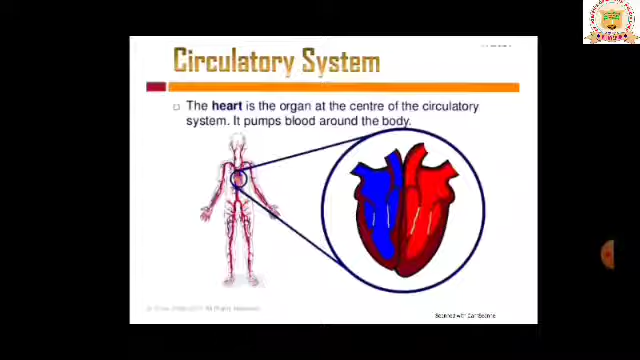 Circulatory System
The heart is the organ at the centre of the circulatory
system. It pumps blood around the body.
Scanned with CamScanner